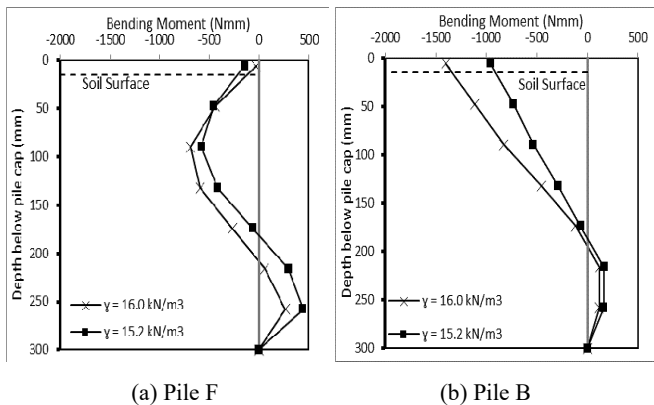 Bending Moment (Nmm)
-2000 -1500 -1000 -500 0 500
0
50
100
150
200
250
300
Depth below pile cap (mm)
Soil Surface
γ = 16.0 kN/m3
γ = 15.2 kN/m3
(a) Pile F
Bending Moment (Nmm)
-2000 -1500 -1000 -500 0 500
0
50
100
150
200
250
300
Depth below pile cap (mm)
Soil Surface
γ = 16.0 kN/m3
γ = 15.2 kN/m3
(b) Pile B